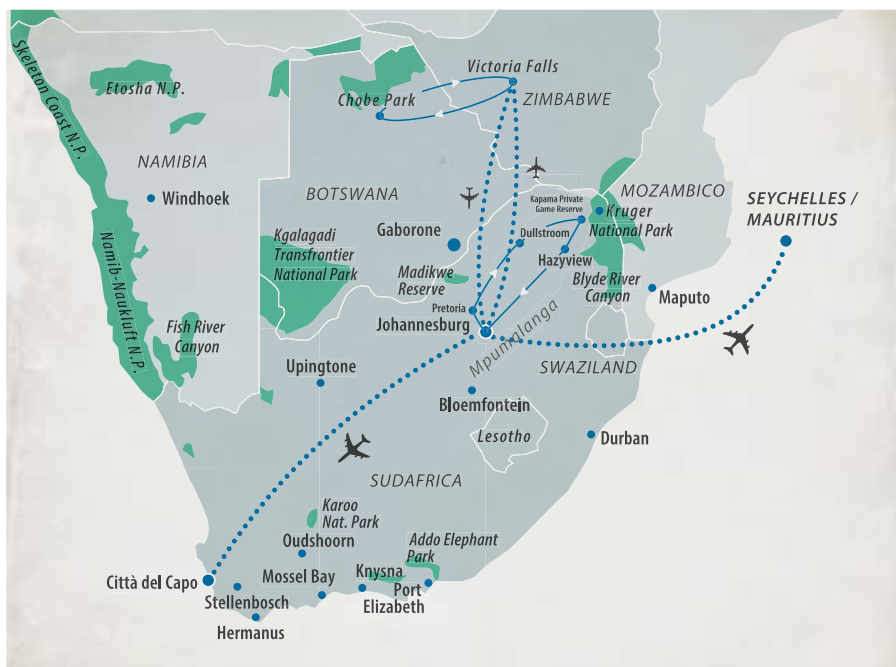 Skeleton Coast N.P.
Etosha N.P.
Victoria Falls
Chobe Park
ZIMBABWE
NAMIBIA
Windhoek
BOTSWANA
MOZAMBICO
Kapama Private
Game Reserve
Kruger
National Park
SEYCHELLES /
MAURITIUS
Gaborone
Dullstroom
Kgalagadi
Transfrontier
National Park
Hazyview
Madikwe
Reserve
Blyde River
Canyon
Maputo
Namib-Naukluft N.P.
Pretoria
Johannesburg
Mpumalanga
Fish River
Canyon
SWAZILAND
Upingtone
Bloemfontein
Lesotho
Durban
SUDAFRICA
Karoo
Nat. Park
Oudshoorn
Addo Elephant
Park
Città del Capo
Mossel Bay
Knysna
Port
Elizabeth
Stellenbosch
Hermanus